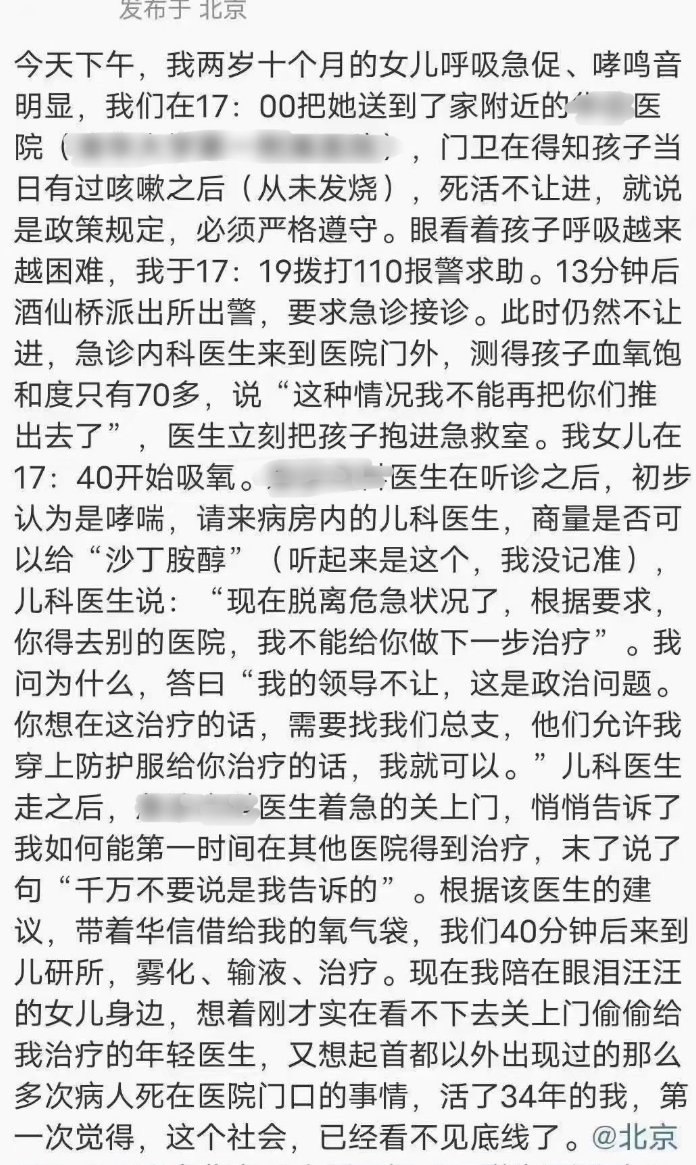 发布于 北京
今天下午，我两岁十个月的女儿呼吸急促、哮鸣音
明显，我们在17：00把她送到了家附近的医
院（），门卫在得知孩子当
日有过咳嗽之后（从未发烧），死活不让进，就说
是政策规定，必须严格遵守。眼看着孩子呼吸越来
越困难，我于17：19拨打110报警求助。13分钟后
酒仙桥派出所出警，要求急诊接诊。此时仍然不让
进，急诊内科医生来到医院门外，测得孩子血氧饱
和度只有70多，说“这种情况我不能再把你们推
出去了”，医生立刻把孩子抱进急救室。我女儿在
17：40开始吸氧。医生在听诊之后，初步
认为是哮喘，请来病房内的儿科医生，商量是否可
以给“沙丁胺醇”（听起来是这个，我没记准），
儿科医生说：“现在脱离危急状况了，根据要求，
你得去别的医院，我不能给你做下一步治疗”。我
问为什么，答曰“我的领导不让，这是政治问题。
你想在这治疗的话，需要找我们总支，他们允许我
穿上防护服给你治疗的话，我就可以。”儿科医生
走之后，医生着急的关上门，悄悄告诉了
我如何能第一时间在其他医院得到治疗，末了说了
句“千万不要说是我告诉的”。根据该医生的建
议，带着华信借给我的氧气袋，我们40分钟后来到
儿研所，雾化、输液、治疗。现在我陪在眼泪汪汪
的女儿身边，想着刚才实在看不下去关上门偷偷给
我治疗的年轻医生，又想起首都以外出现过的那么
多次病人死在医院门口的事情，活了34年的我，第
一次觉得，这个社会，已经看不见底线了。@北京